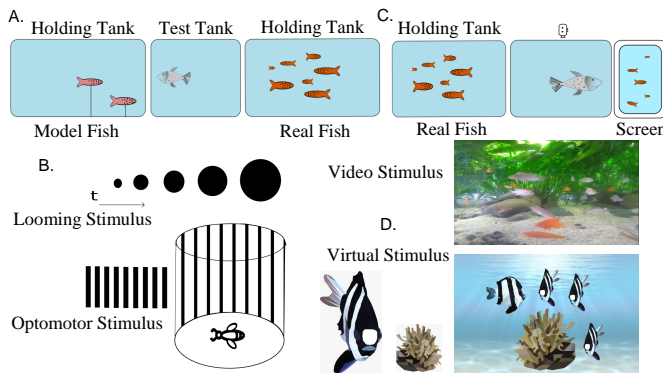 A.
Holding Tank
Test Tank
Holding Tank
Model Fish
Real Fish
C.
Holding Tank
Real Fish
Screen
B.
t
Looming Stimulus
Optomotor Stimulus
Video Stimulus
D.
Virtual Stimulus